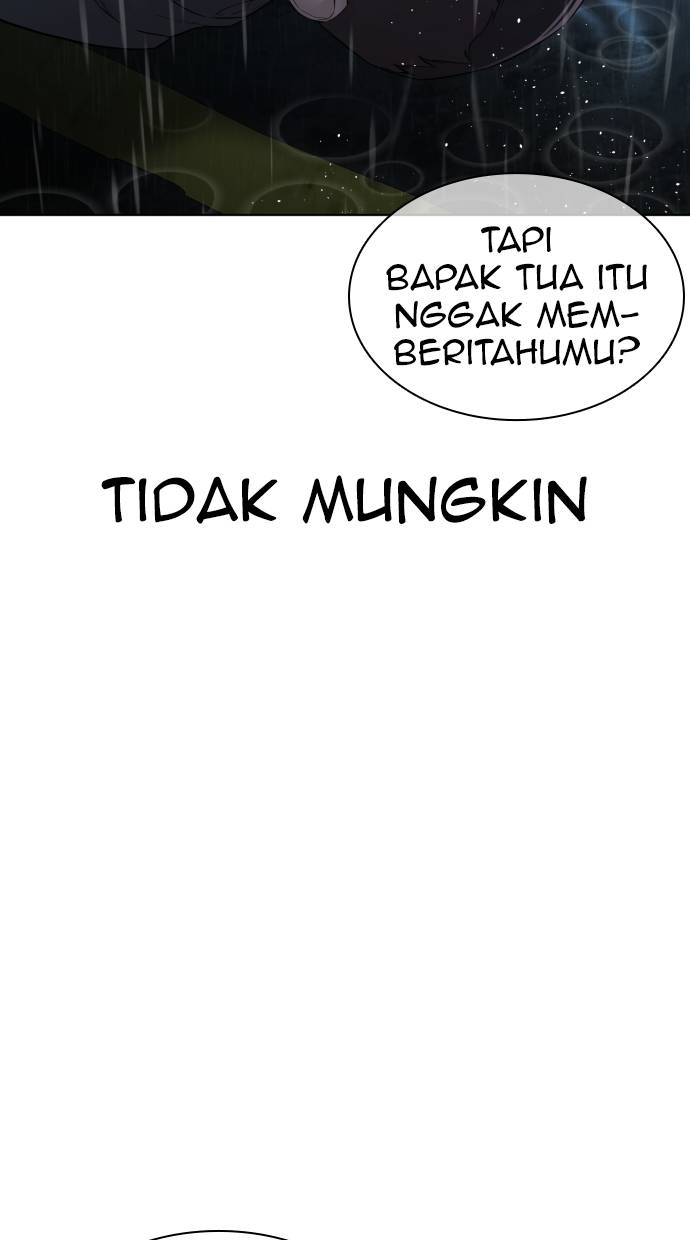 TAPI
BAPAK TUA ITU
NGGAK MEM-
BERITAHUMU?
TIDAK MUNGKIN